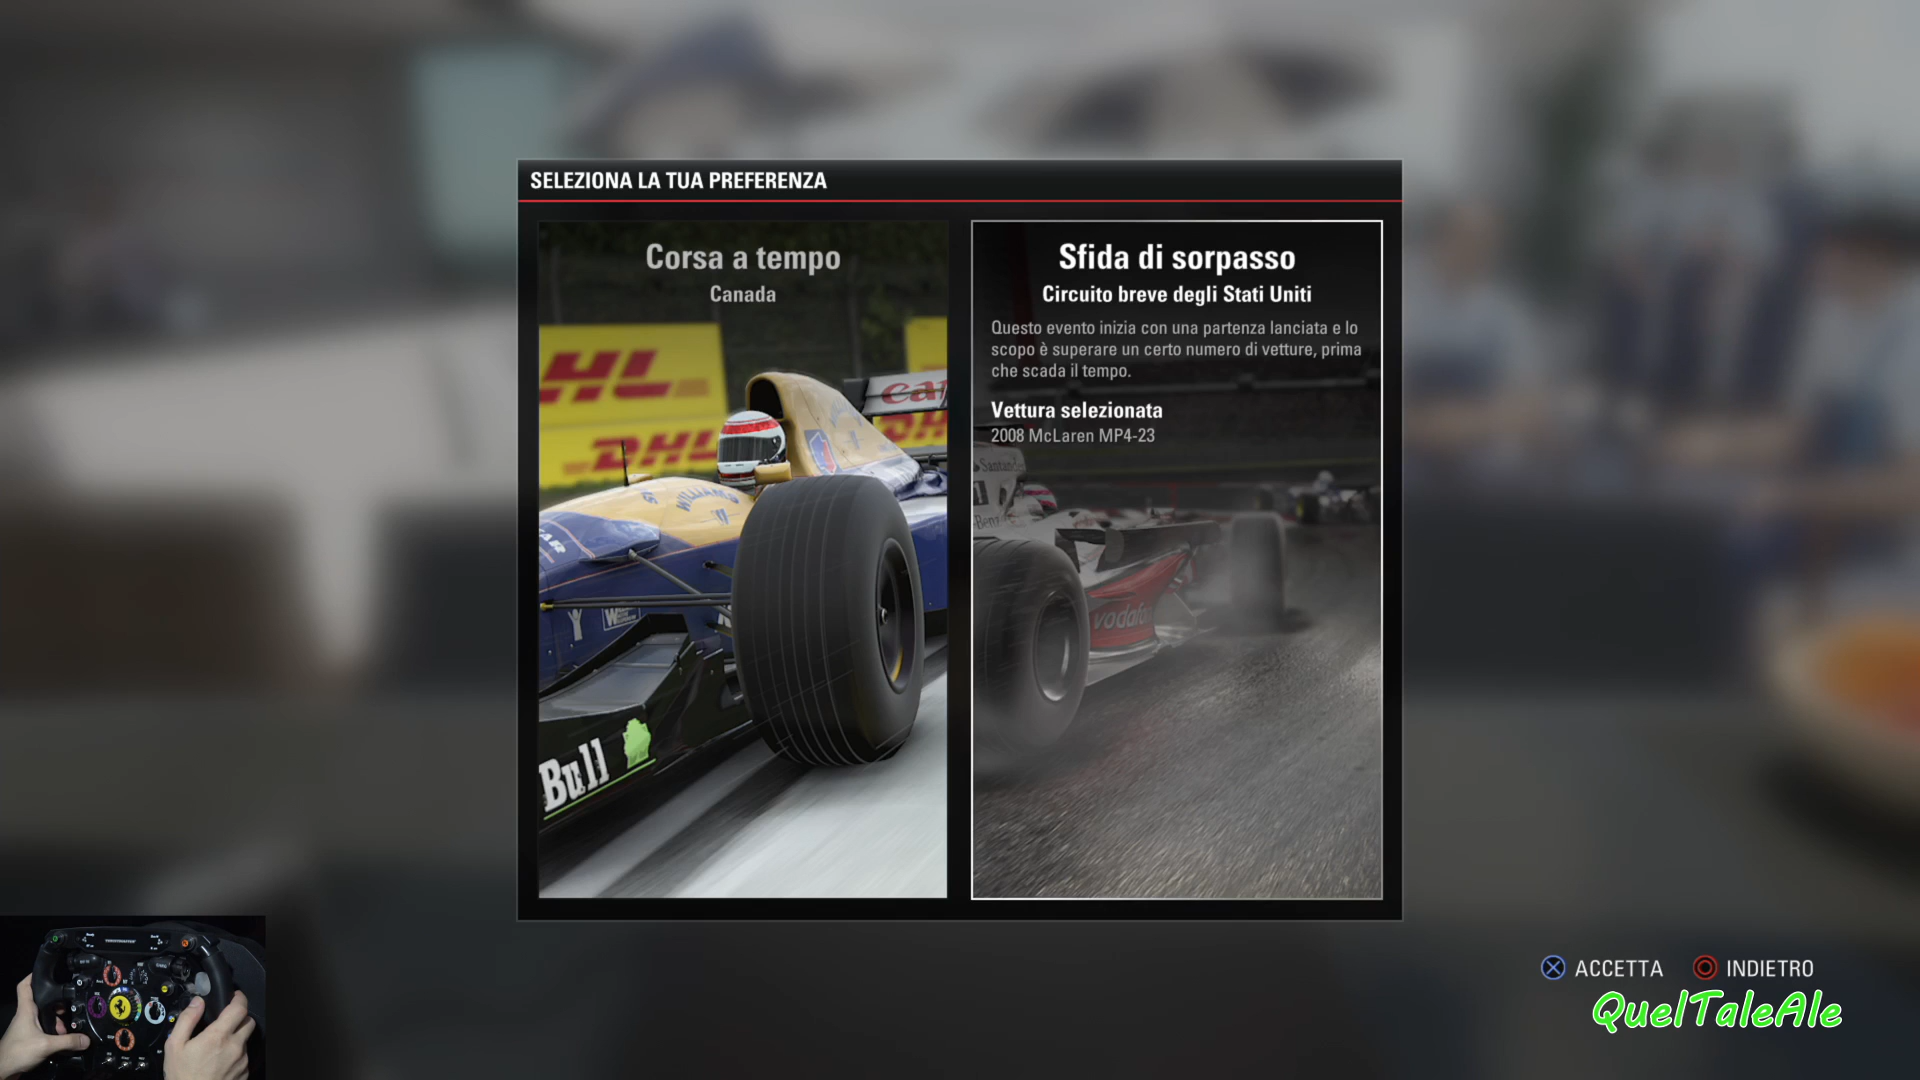 SELEZIONA LA TUA PREFERENZA
Corsa a tempo
Canada
Sfida di sorpasso
Circuito breve degli Stati Uniti
Questo evento inizia con una partenza lanciata e lo
scopo è superare un certo numero di vetture, prima
che scada il tempo.
Vettura selezionata
2008 McLaren MP4-23
DHL
WILLIAMS
Bull
Santander
vodafone
ACCETTA
INDIETRO
QuelTaleAle